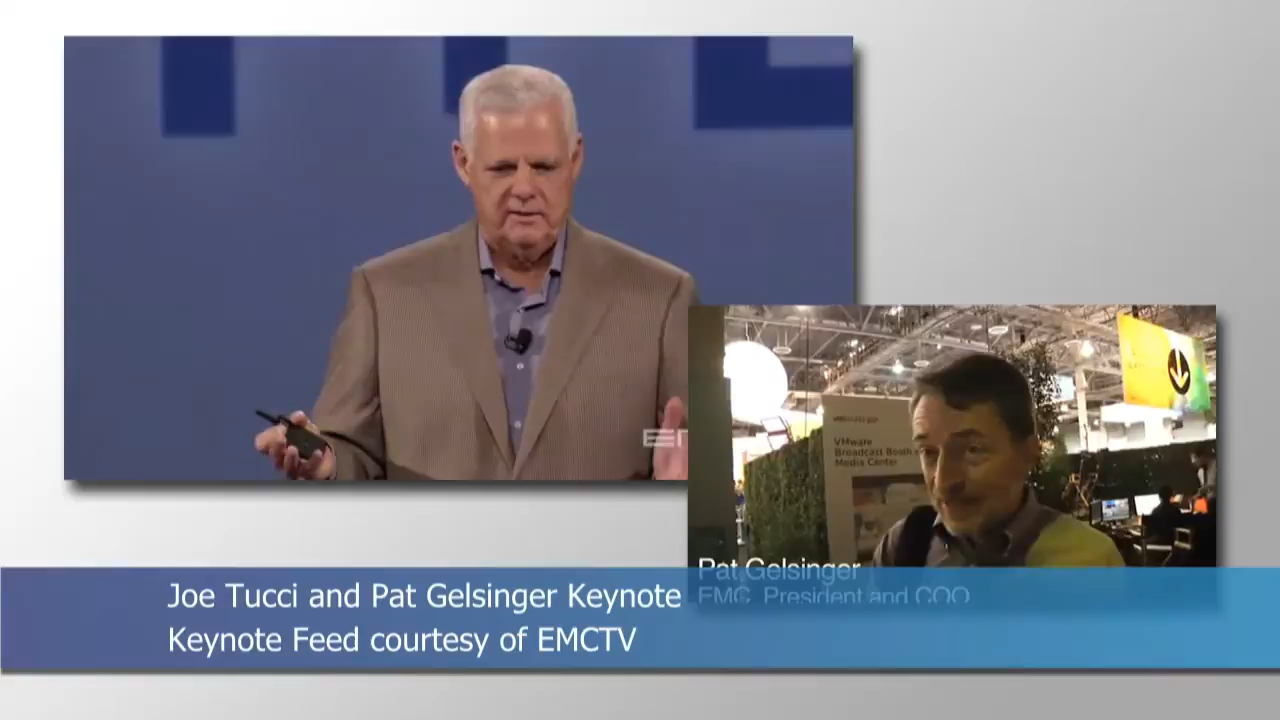 VMware
Broadcast Booth
Media Center
Pat Gelsinger
EMC, President and COO
Joe Tucci and Pat Gelsinger Keynote
Keynote Feed courtesy of EMCTV